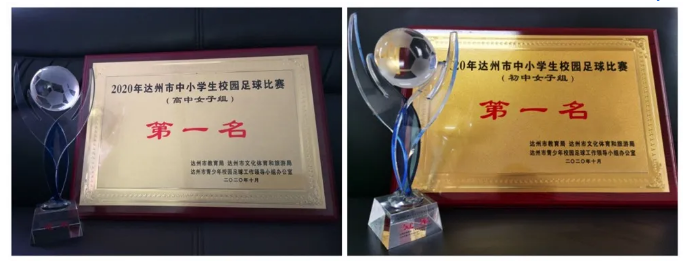 2020年达州市中小学生校园足球比赛
（高中女子组）
第一名
达州市教育局 达州市文化体育和旅游局
达州市青少年校园足球工作领导小组办公室
二〇二〇年十月
20年达州市中小学生校园足球比赛
（初中女子组）
第一名
达州市教育局 达州市文化体育和旅游局
达州市青少年校园足球工作领导小组办公室
二〇二〇年十月